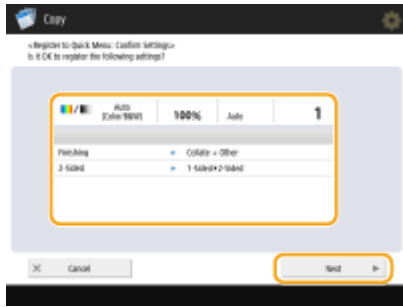 Copy
<Register to Quick Menu: Confirm Settings>
Is it OK to register the following settings?
Auto (Color/B&W) 100% Auto 1
Finishing ► Collate + Other
2-Sided ► 1-Sided►2-Sided
× Cancel Next ►